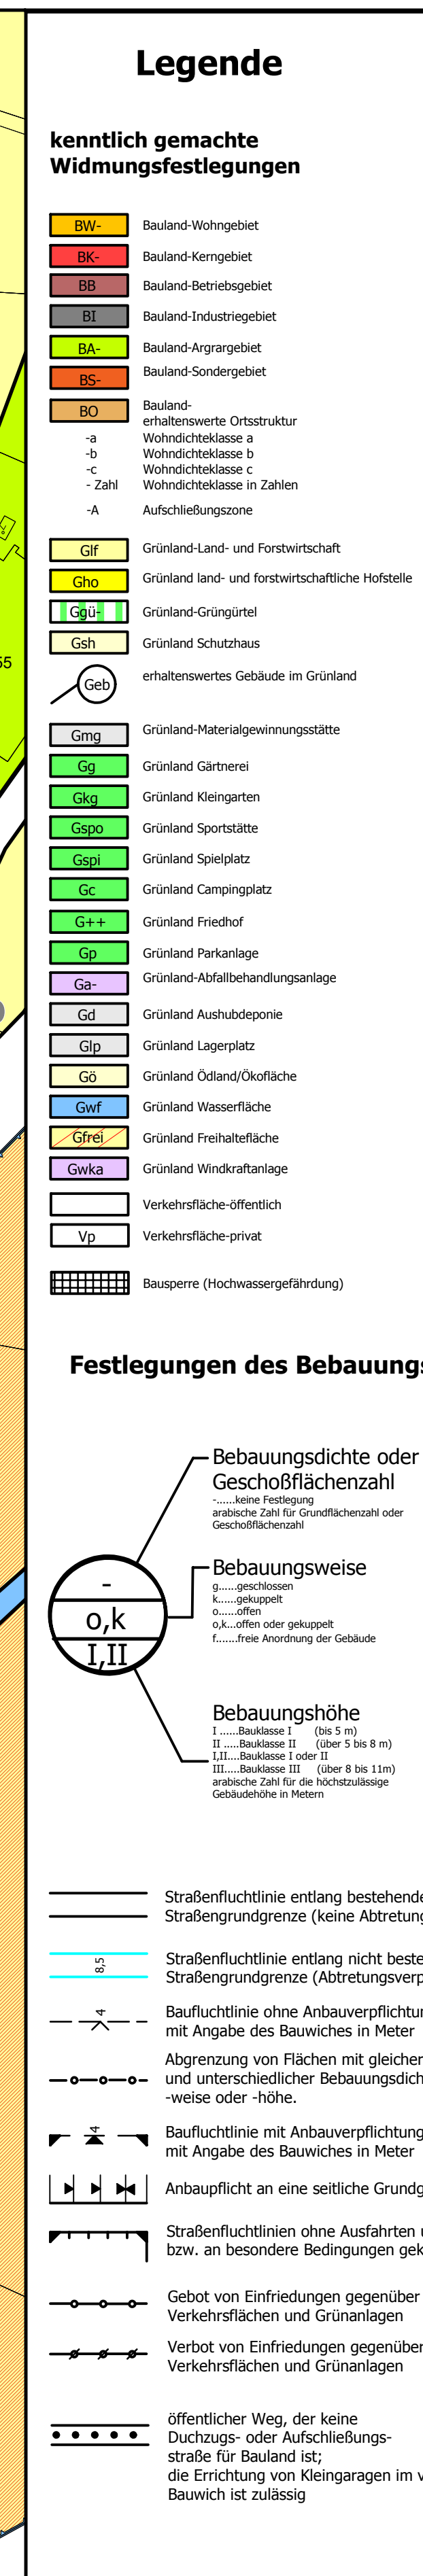 Legende
kenntlich gemachte
Widmungsfestlegungen
BW- Bauland-Wohngebiet
BK- Bauland-Kerngebiet
BB Bauland-Betriebsgebiet
BI Bauland-Industriegebiet
BA- Bauland-Argrargebiet
BS- Bauland-Sondergebiet
BO Bauland-
erhaltenswerte Ortsstruktur
-a Wohndichteklasse a
-b Wohndichteklasse b
-c Wohndichteklasse c
- Zahl Wohndichteklasse in Zahlen
-A Aufschließungszone
Glf Grünland-Land- und Forstwirtschaft
Gho Grünland land- und forstwirtschaftliche Hofstelle
Ggü- Grünland-Grüngürtel
Gsh Grünland Schutzhaus
55
Geb erhaltenswertes Gebäude im Grünland
Gmg Grünland-Materialgewinnungsstätte
Gg Grünland Gärtnerei
Gkg Grünland Kleingarten
Gspo Grünland Sportstätte
Gspi Grünland Spielplatz
Gc Grünland Campingplatz
G++ Grünland Friedhof
Gp Grünland Parkanlage
Ga- Grünland-Abfallbehandlungsanlage
Gd Grünland Aushubdeponie
Glp Grünland Lagerplatz
Gö Grünland Ödland/Ökofläche
Gwf Grünland Wasserfläche
Gfrei Grünland Freihaltefläche
Gwka Grünland Windkraftanlage
Verkehrsfläche-öffentlich
Vp Verkehrsfläche-privat
Bausperre (Hochwassergefährdung)
Festlegungen des Bebauungs
Bebauungsdichte oder
Geschoßflächenzahl
-......keine Festlegung
arabische Zahl für Grundflächenzahl oder
Geschoßflächenzahl
-
o,k
I,II
Bebauungsweise
g......geschlossen
k......gekuppelt
o......offen
o,k...offen oder gekuppelt
f.......freie Anordnung der Gebäude
Bebauungshöhe
I ......Bauklasse I (bis 5 m)
II .....Bauklasse II (über 5 bis 8 m)
I,II....Bauklasse I oder II
III.....Bauklasse III (über 8 bis 11m)
arabische Zahl für die höchstzulässige
Gebäudehöhe in Metern
Straßenfluchtlinie entlang bestehende
Straßengrundgrenze (keine Abtretung
8,5
Straßenfluchtlinie entlang nicht beste
Straßengrundgrenze (Abtretungsverp
4
Baufluchtlinie ohne Anbauverpflichtun
mit Angabe des Bauwiches in Meter
Abgrenzung von Flächen mit gleicher
und unterschiedlicher Bebauungsdich
-weise oder -höhe.
4
Baufluchtlinie mit Anbauverpflichtung
mit Angabe des Bauwiches in Meter
Anbaupflicht an eine seitliche Grundg
Straßenfluchtlinien ohne Ausfahrten u
bzw. an besondere Bedingungen gek
Gebot von Einfriedungen gegenüber
Verkehrsflächen und Grünanlagen
Verbot von Einfriedungen gegenüber
Verkehrsflächen und Grünanlagen
öffentlicher Weg, der keine
Duchzugs- oder Aufschließungs-
straße für Bauland ist;
die Errichtung von Kleingaragen im v
Bauwich ist zulässig